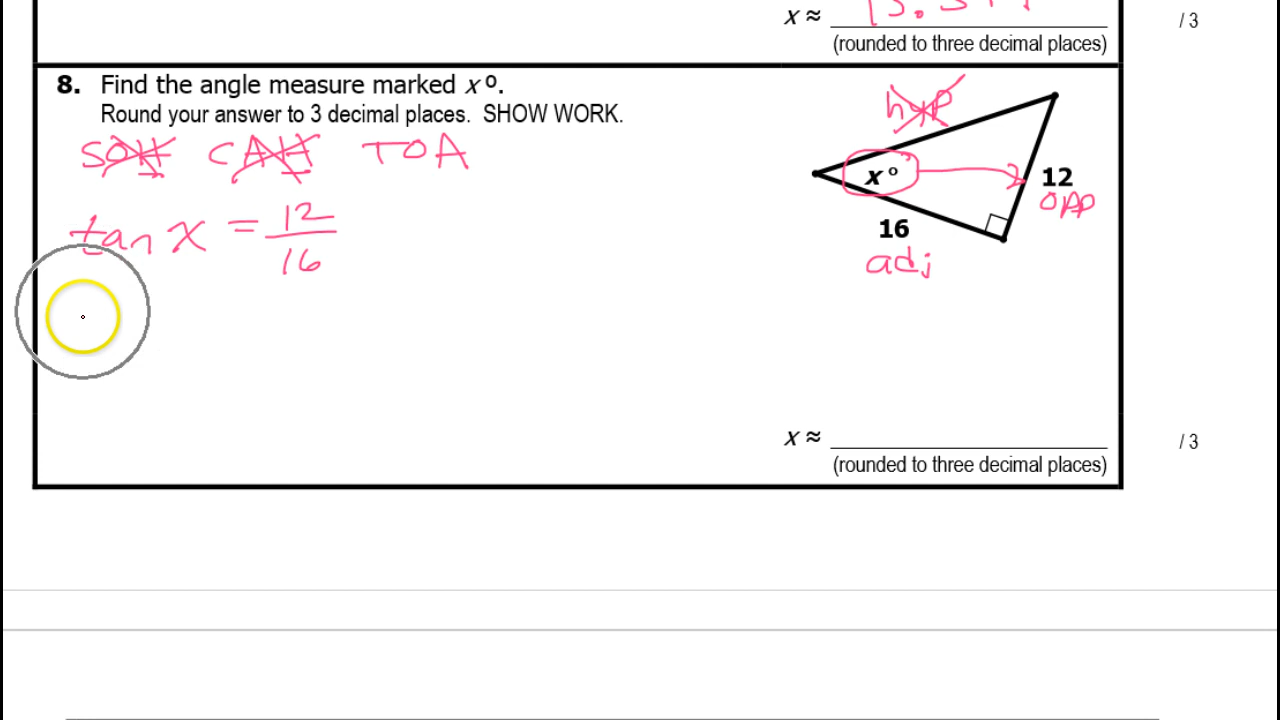 x ≈
/ 3
(rounded to three decimal places)
8. Find the angle measure marked x°.
Round your answer to 3 decimal places. SHOW WORK.
SOH CAH TOA
hyp
x°
12
opp
16
adj
tan x = 12/16
x ≈
/ 3
(rounded to three decimal places)